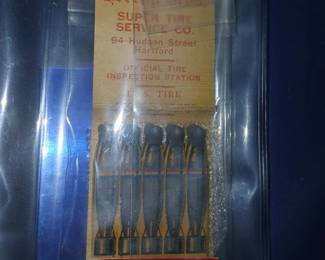 SUPER TIRE
SERVICE CO.
94 Hudson Street
Hartford
OFFICIAL TIRE
INSPECTION STATION
U.S. TIRE